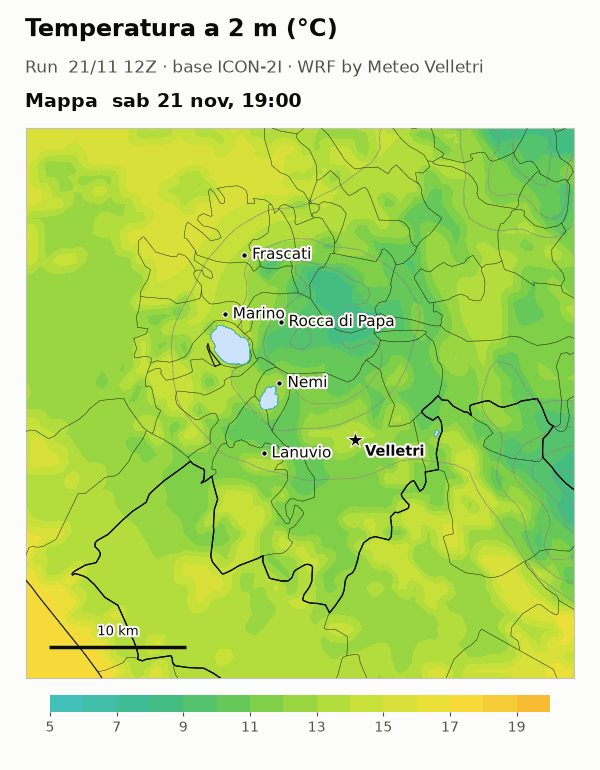 Temperatura a 2 m (°C)
Run  21/11 12Z · base ICON-2I · WRF by Meteo Velletri
Mappa  sab 21 nov, 19:00
Frascati
Marino
Rocca di Papa
Nemi
Velletri
Lanuvio
10 km
5 7 9 11 13 15 17 19